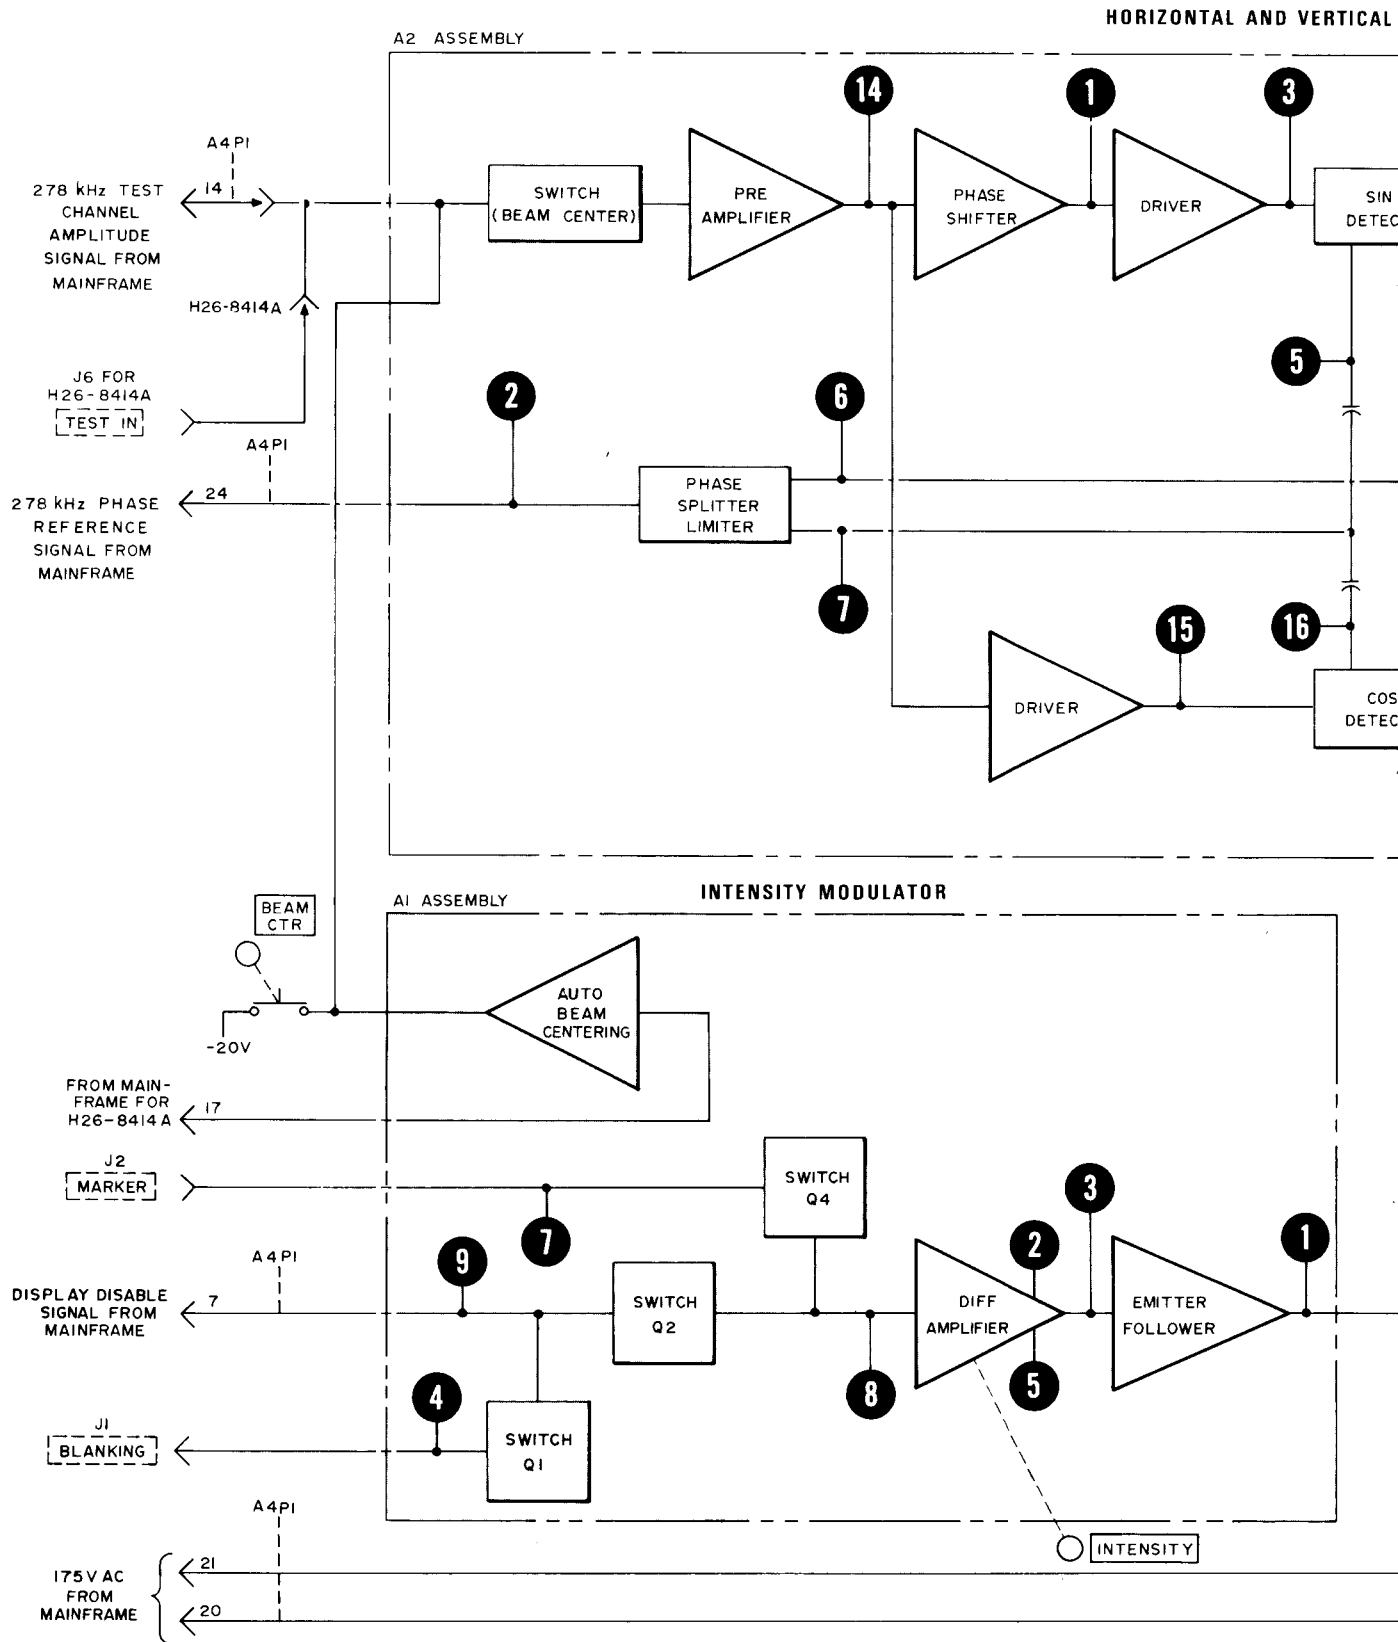 HORIZONTAL AND VERTICAL
A2 ASSEMBLY
14
1
3
A4P1
278 kHz TEST
CHANNEL
AMPLITUDE
SIGNAL FROM
MAINFRAME
14
SWITCH
(BEAM CENTER)
PRE
AMPLIFIER
PHASE
SHIFTER
DRIVER
SIN
DETEC
H26-8414A
J6 FOR
H26-8414A
TEST IN
5
2
6
A4P1
278 kHz PHASE
REFERENCE
SIGNAL FROM
MAINFRAME
24
PHASE
SPLITTER
LIMITER
7
15
16
DRIVER
COS
DETEC
INTENSITY MODULATOR
A1 ASSEMBLY
BEAM
CTR
-20V
AUTO
BEAM
CENTERING
FROM MAIN-
FRAME FOR
H26-8414A
17
J2
MARKER
7
SWITCH
Q4
3
9
2
1
A4P1
DISPLAY DISABLE
SIGNAL FROM
MAINFRAME
7
SWITCH
Q2
DIFF
AMPLIFIER
EMITTER
FOLLOWER
8
5
4
J1
BLANKING
SWITCH
Q1
A4P1
INTENSITY
175V AC
FROM
MAINFRAME
21
20